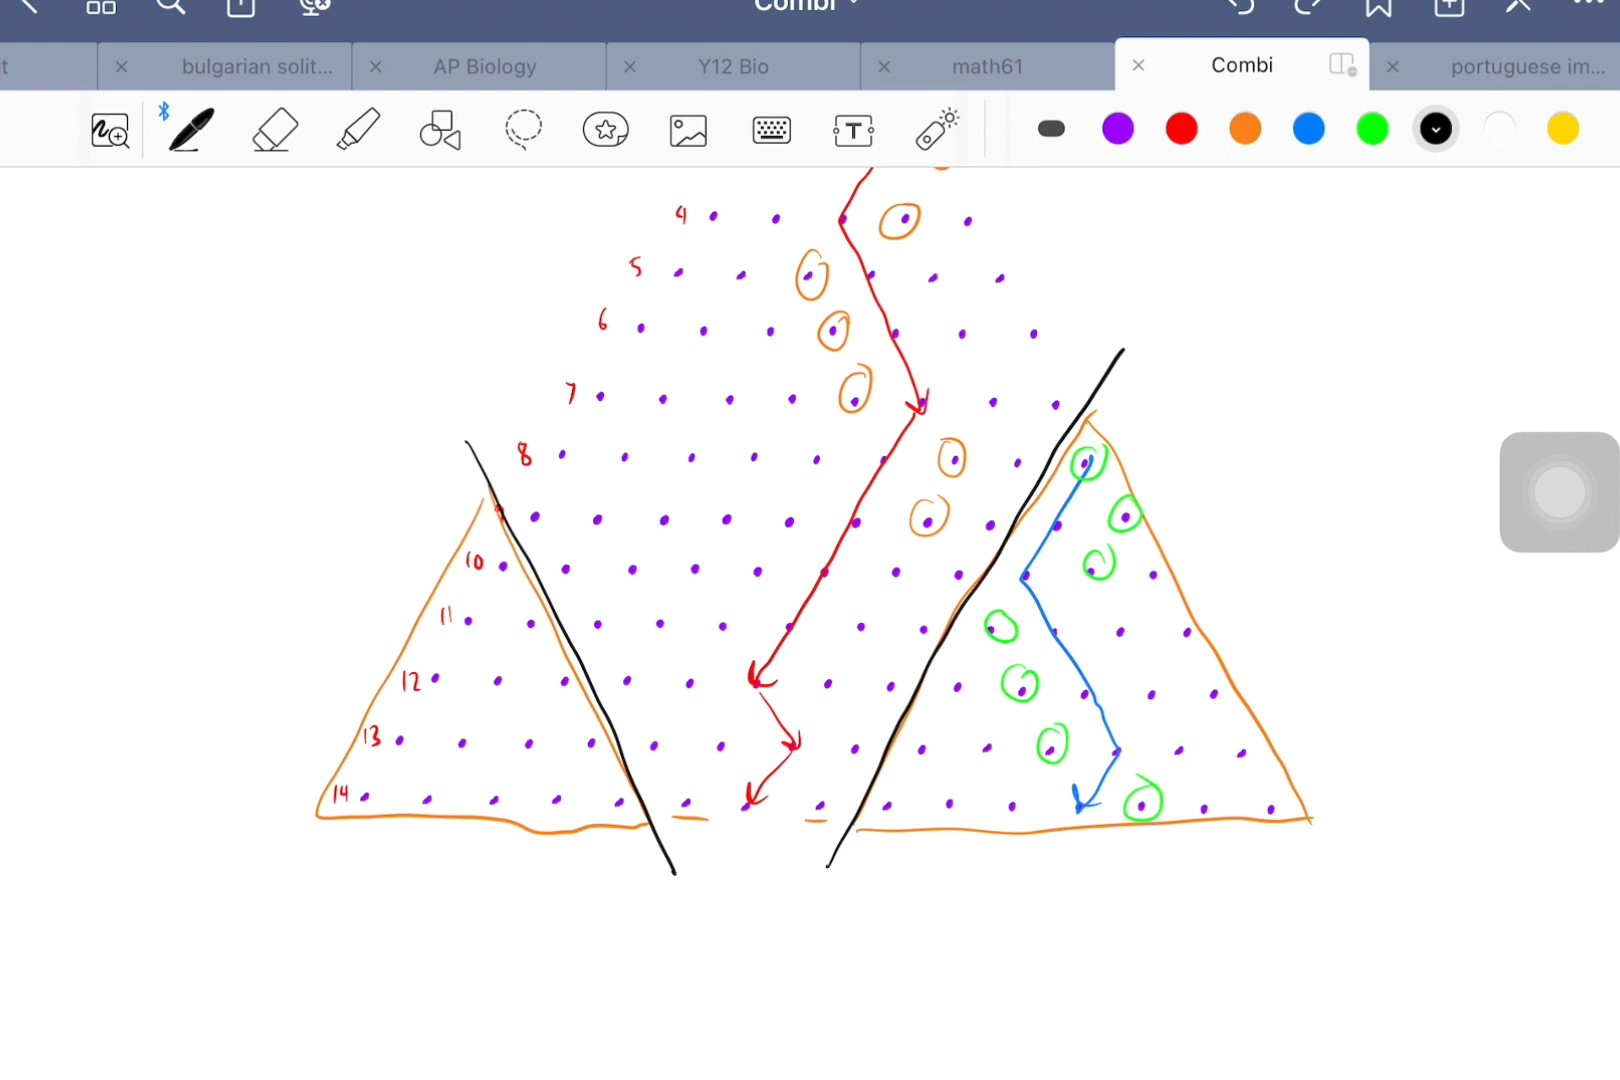 Combi
t
bulgarian solit...
AP Biology
Y12 Bio
math61
Combi
portuguese im...
T
4
5
6
7
8
10
11
12
13
14